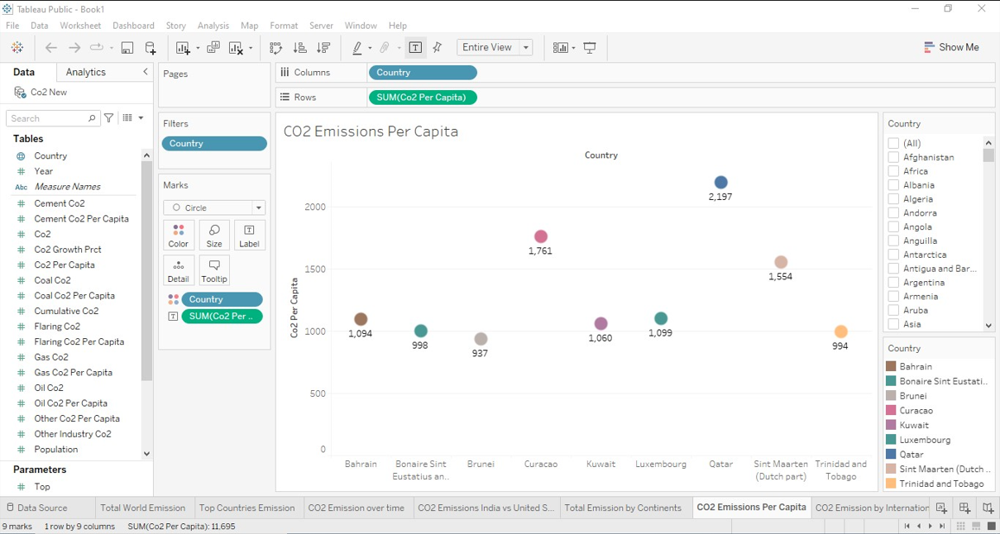 Tableau Public - Book1
File Data Worksheet Dashboard Story Analysis Map Format Server Window Help
Entire View
Show Me
Data Analytics
Co2 New
Search
Tables
Country
Year
Abc Measure Names
Cement Co2
Cement Co2 Per Capita
Co2
Co2 Growth Prct
Co2 Per Capita
Coal Co2
Coal Co2 Per Capita
Cumulative Co2
Flaring Co2
Flaring Co2 Per Capita
Gas Co2
Gas Co2 Per Capita
Oil Co2
Oil Co2 Per Capita
Other Co2 Per Capita
Other Industry Co2
Population
Parameters
Top
Pages
Filters
Country
Marks
Circle
Color Size Label
Detail Tooltip
Country
SUM(Co2 Per ..
Columns Country
Rows SUM(Co2 Per Capita)
CO2 Emissions Per Capita
Country
Co2 Per Capita
2000
1500
1000
500
0
1,094
998
937
1,761
1,060
1,099
2,197
1,554
994
Bahrain
Bonaire Sint
Eustatius an..
Brunei
Curacao
Kuwait
Luxembourg
Qatar
Sint Maarten
(Dutch part)
Trinidad and
Tobago
Country
(All)
Afghanistan
Africa
Albania
Algeria
Andorra
Angola
Anguilla
Antarctica
Antigua and Bar...
Argentina
Armenia
Aruba
Asia
Country
Bahrain
Bonaire Sint Eustati..
Brunei
Curacao
Kuwait
Luxembourg
Qatar
Sint Maarten (Dutch ..
Trinidad and Tobago
Data Source Total World Emission Top Countries Emission CO2 Emission over time CO2 Emissions India vs United S... Total Emission by Continents CO2 Emissions Per Capita CO2 Emission by Internation
9 marks 1 row by 9 columns SUM(Co2 Per Capita): 11.695